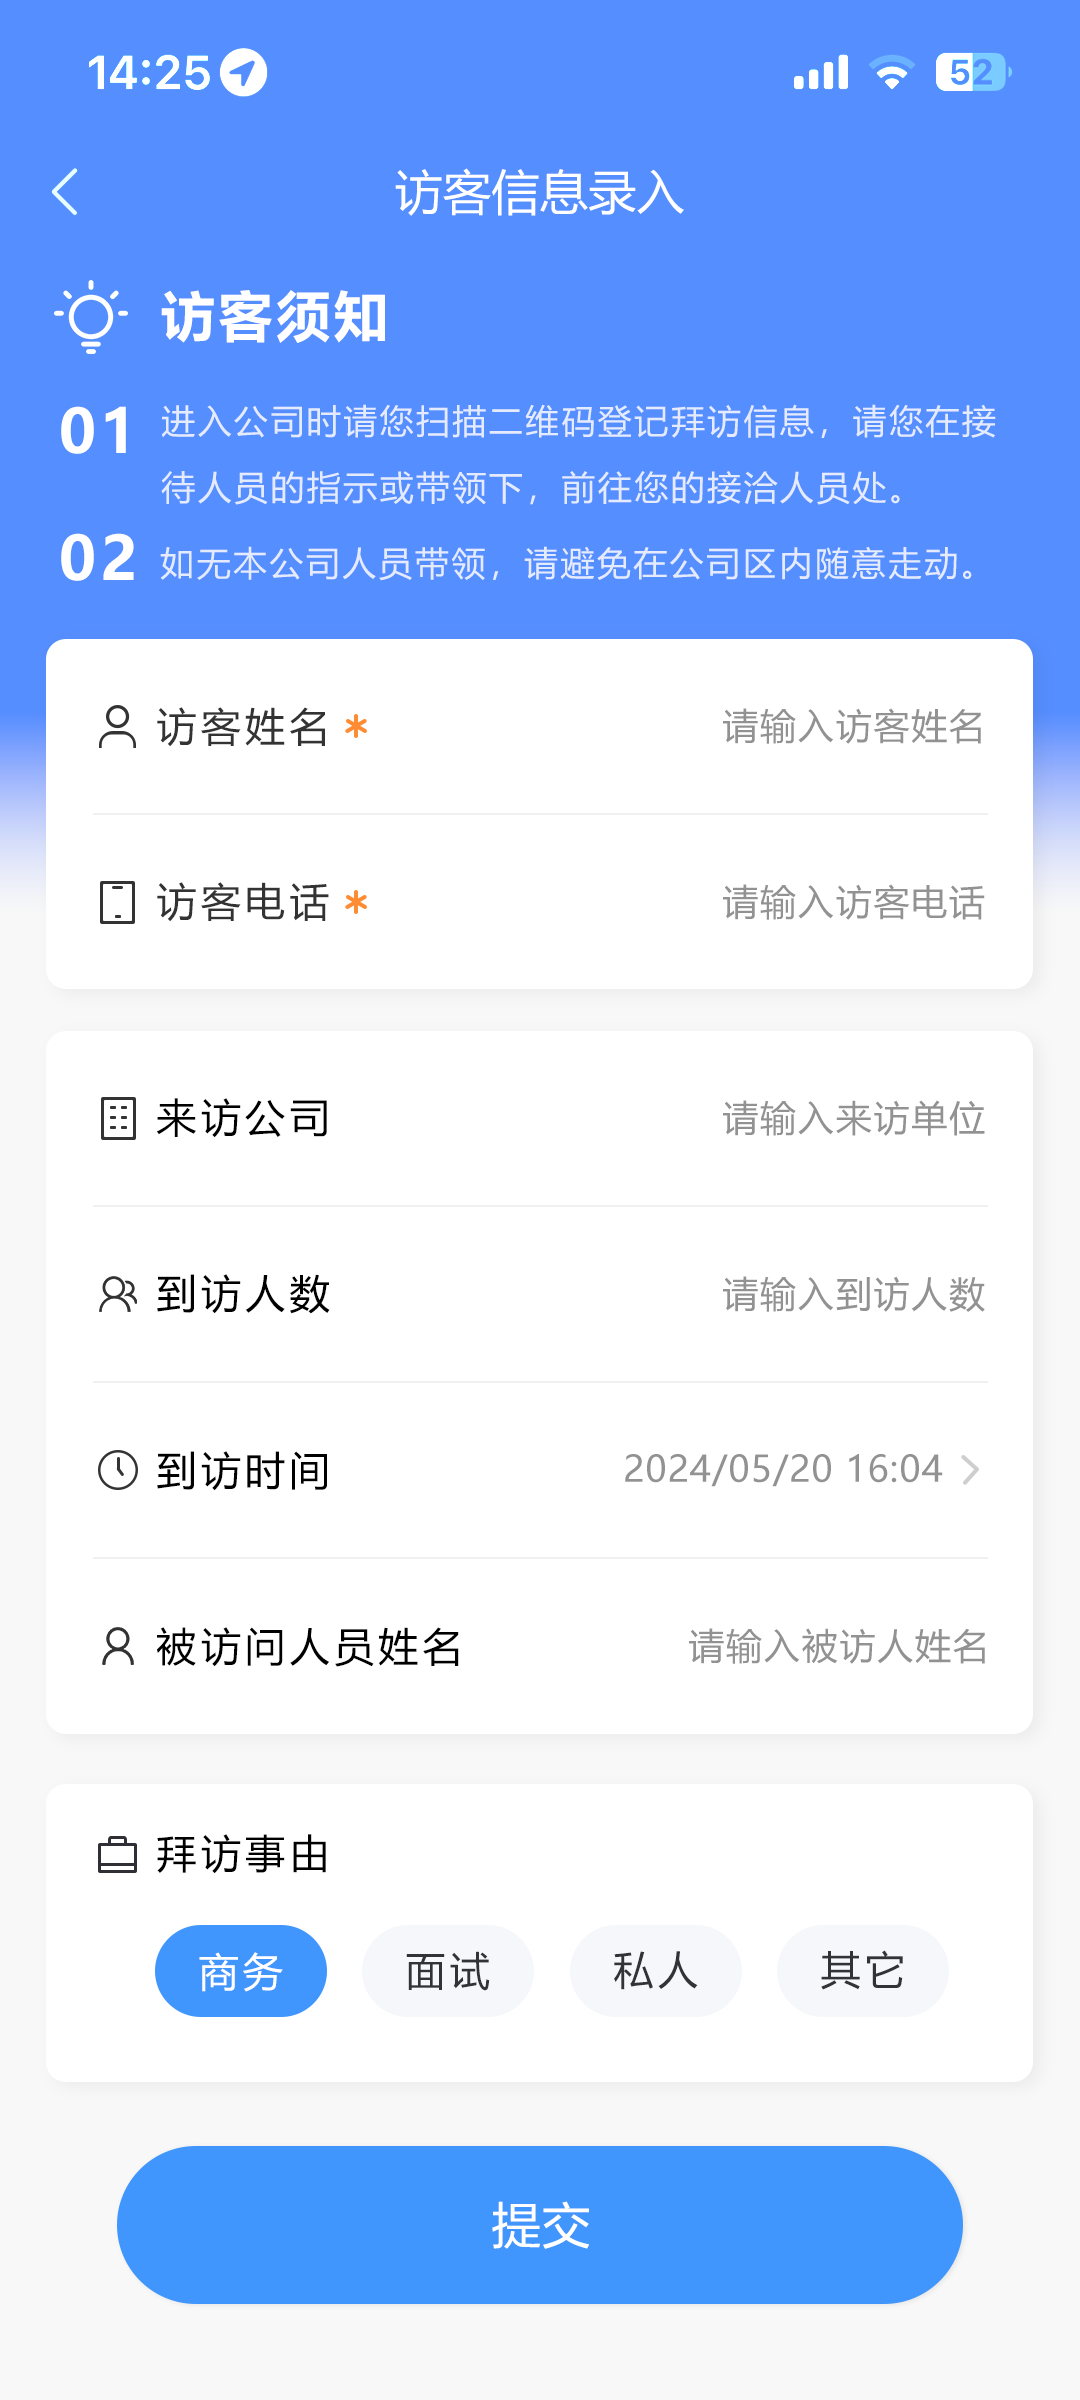 14:25
52
访客信息录入
访客须知
01 进入公司时请您扫描二维码登记拜访信息，请您在接
待人员的指示或带领下，前往您的接洽人员处。
02 如无本公司人员带领，请避免在公司区内随意走动。
访客姓名 * 请输入访客姓名
访客电话 * 请输入访客电话
来访公司 请输入来访单位
到访人数 请输入到访人数
到访时间 2024/05/20 16:04
被访问人员姓名 请输入被访人姓名
拜访事由
商务 面试 私人 其它
提交